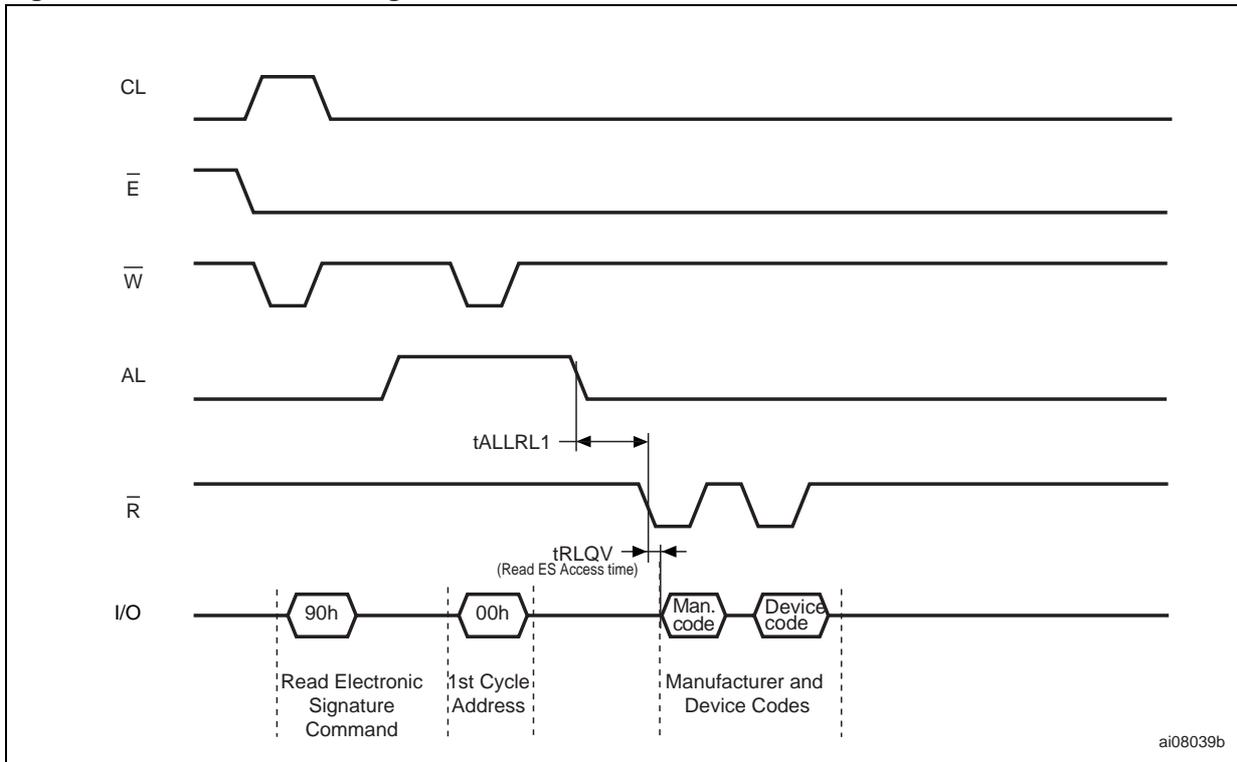 CL
E
W
AL
tALLRL1
R
tRLQV
(Read ES Access time)
I/O
90h
00h
Man.
code
Device
code
Read Electronic
Signature
Command
1st Cycle
Address
Manufacturer and
Device Codes
ai08039b